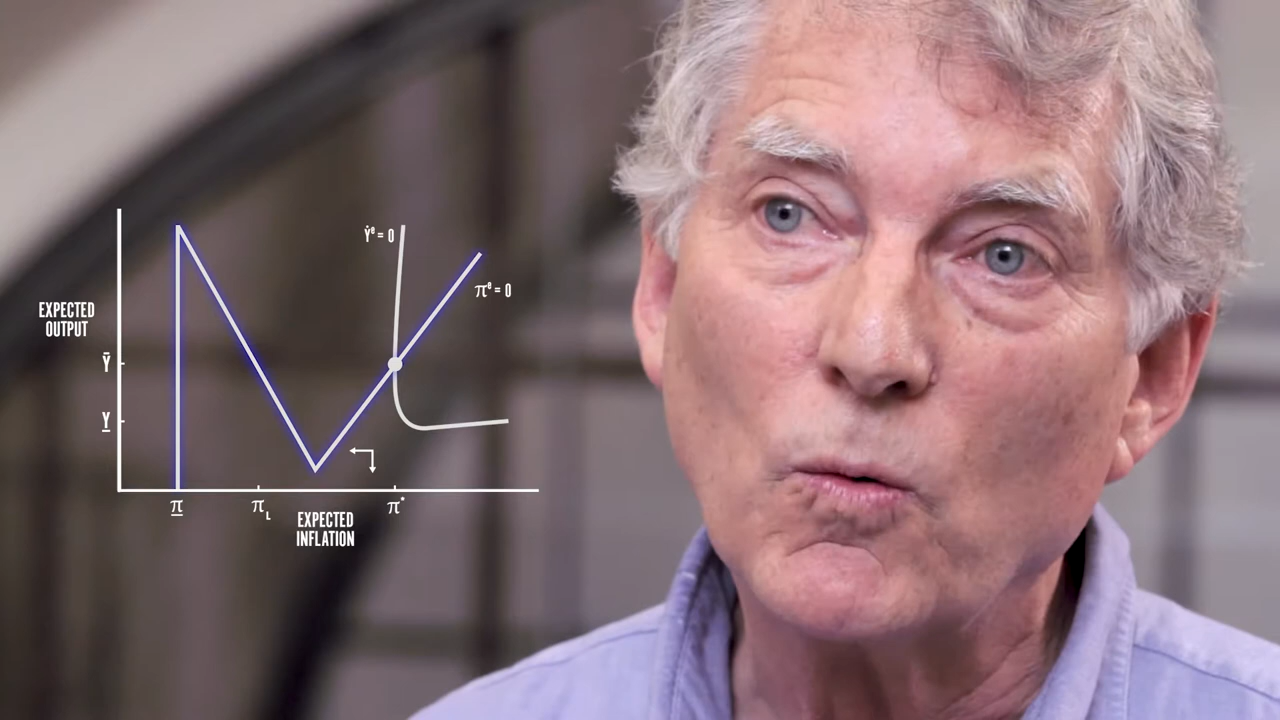 Ẏᵉ = 0
πᵉ = 0
EXPECTED
OUTPUT
Ȳ
Y̲
π̲
π_L
π*
EXPECTED
INFLATION